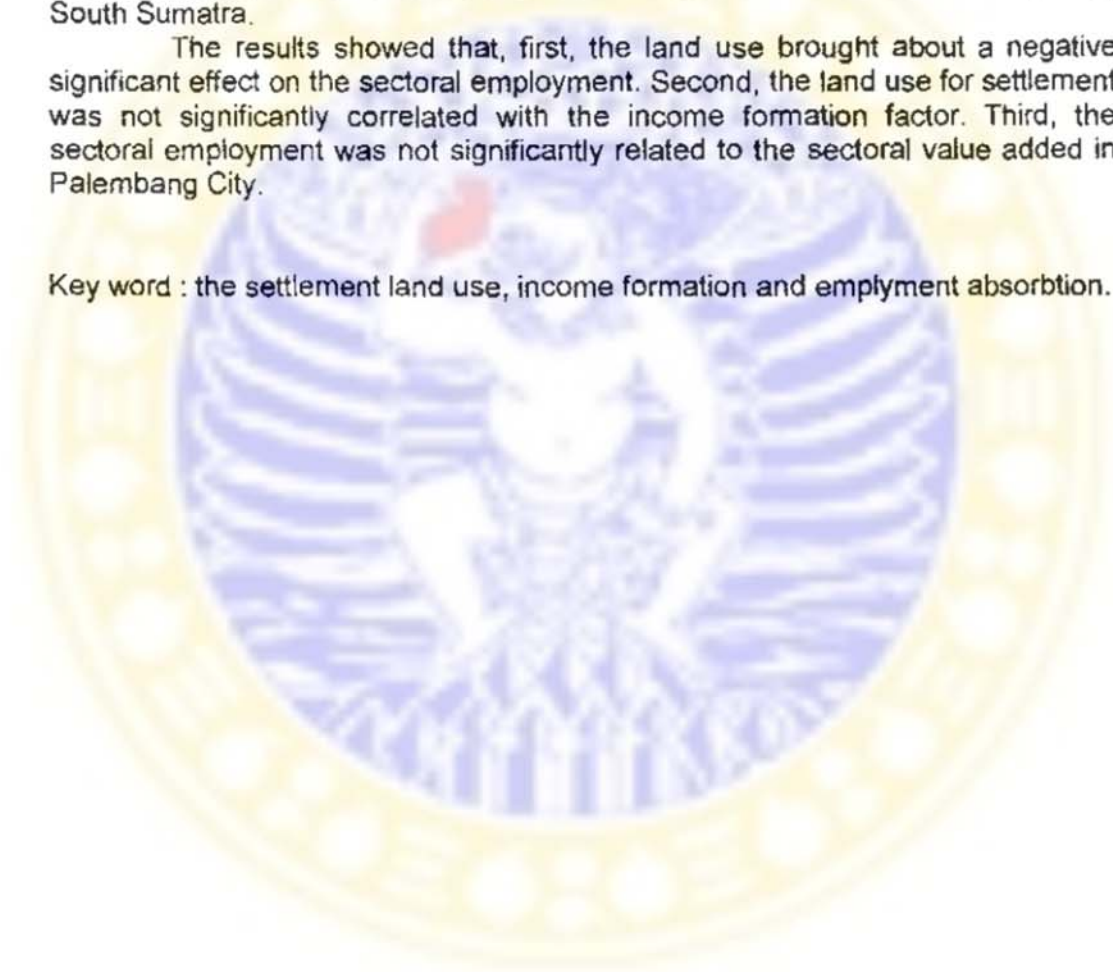 South Sumatra.
The results showed that, first, the land use brought about a negative
significant effect on the sectoral employment. Second, the land use for settlement
was not significantly correlated with the income formation factor. Third, the
sectoral employment was not significantly related to the sectoral value added in
Palembang City.
Key word : the settlement land use, income formation and emplyment absorbtion.